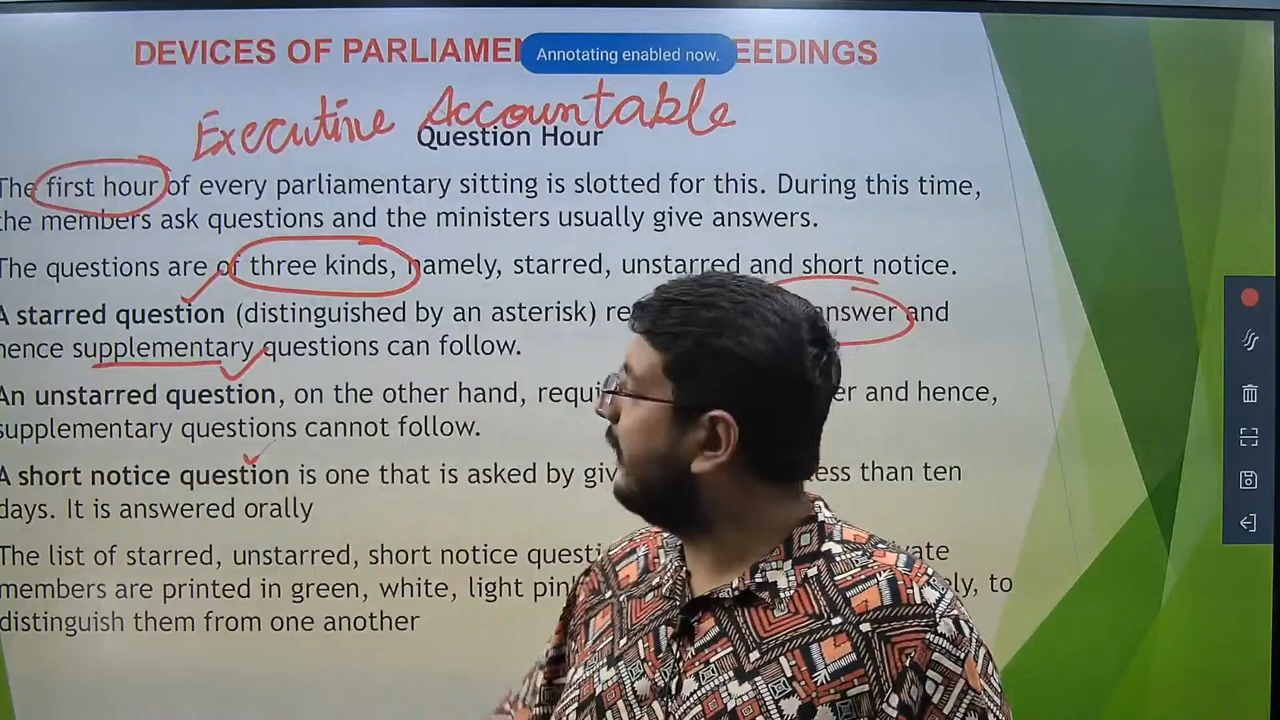 DEVICES OF PARLIAMEN EEDINGS
Annotating enabled now.
Executive Accountable
Question Hour
The first hour of every parliamentary sitting is slotted for this. During this time,
the members ask questions and the ministers usually give answers.
The questions are of three kinds, namely, starred, unstarred and short notice.
A starred question (distinguished by an asterisk) re answer and
hence supplementary questions can follow.
An unstarred question, on the other hand, requi er and hence,
supplementary questions cannot follow.
A short notice question is one that is asked by giv less than ten
days. It is answered orally
The list of starred, unstarred, short notice questi vate
members are printed in green, white, light pin ly, to
distinguish them from one another